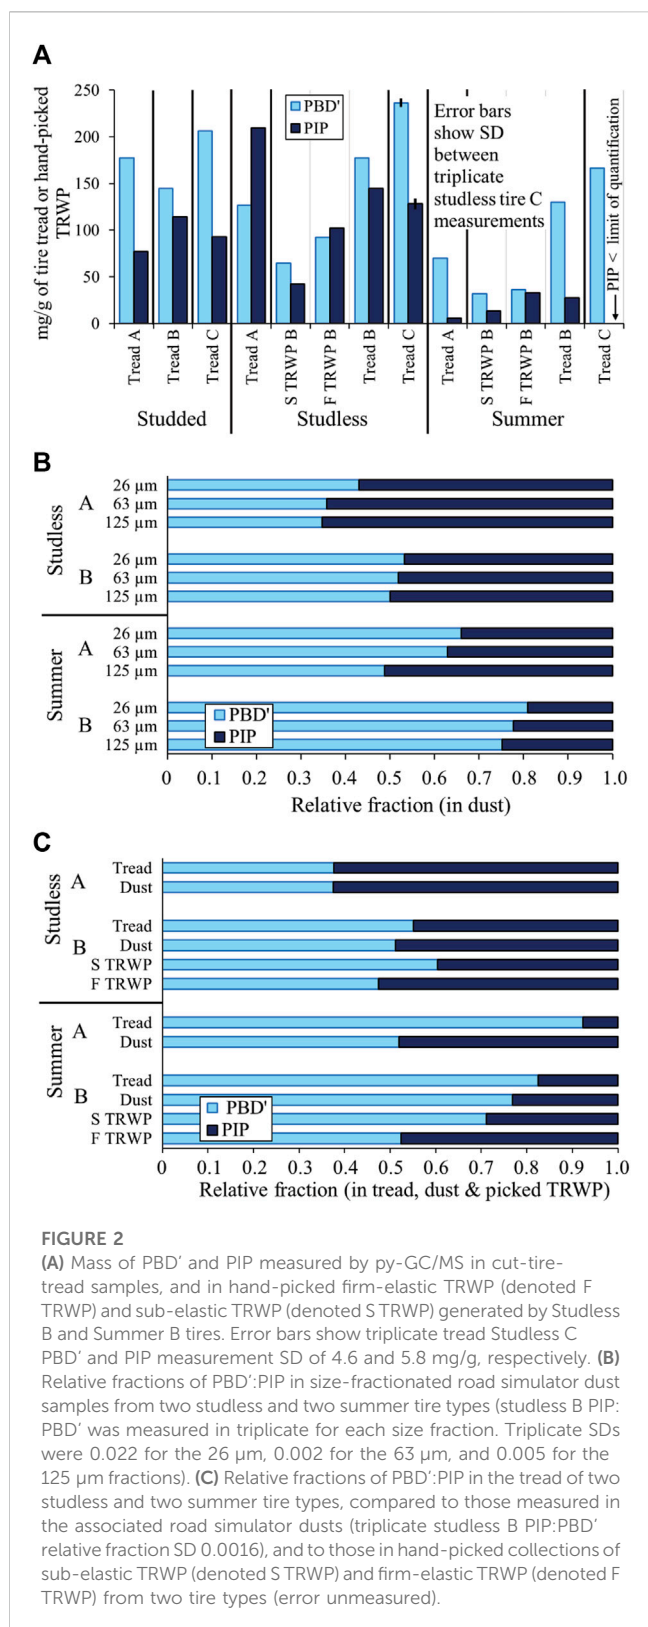 A
mg/g of tire tread or hand-picked
TRWP
250
200
150
100
50
0
PBD'
PIP
Error bars
show SD
between
triplicate
studless tire C
measurements
PIP < limit of quantification
Tread A
Tread B
Tread C
Tread A
S TRWP B
F TRWP B
Tread B
Tread C
Tread A
S TRWP B
F TRWP B
Tread B
Tread C
Studded
Studless
Summer
B
Studless
A
26 µm
63 µm
125 µm
B
26 µm
63 µm
125 µm
Summer
A
26 µm
63 µm
125 µm
B
26 µm
63 µm
125 µm
PBD'
PIP
0 0.1 0.2 0.3 0.4 0.5 0.6 0.7 0.8 0.9 1.0
Relative fraction (in dust)
C
Studless
A
Tread
Dust
B
Tread
Dust
S TRWP
F TRWP
Summer
A
Tread
Dust
B
Tread
Dust
S TRWP
F TRWP
PBD'
PIP
0 0.1 0.2 0.3 0.4 0.5 0.6 0.7 0.8 0.9 1.0
Relative fraction (in tread, dust & picked TRWP)
FIGURE 2
(A) Mass of PBD′ and PIP measured by py-GC/MS in cut-tire-
tread samples, and in hand-picked firm-elastic TRWP (denoted F
TRWP) and sub-elastic TRWP (denoted S TRWP) generated by Studless
B and Summer B tires. Error bars show triplicate tread Studless C
PBD′ and PIP measurement SD of 4.6 and 5.8 mg/g, respectively. (B)
Relative fractions of PBD′:PIP in size-fractionated road simulator dust
samples from two studless and two summer tire types (studless B PIP:
PBD′ was measured in triplicate for each size fraction. Triplicate SDs
were 0.022 for the 26 µm, 0.002 for the 63 µm, and 0.005 for the
125 µm fractions). (C) Relative fractions of PBD′:PIP in the tread of two
studless and two summer tire types, compared to those measured in
the associated road simulator dusts (triplicate studless B PIP:PBD′
relative fraction SD 0.0016), and to those in hand-picked collections of
sub-elastic TRWP (denoted S TRWP) and firm-elastic TRWP (denoted F
TRWP) from two tire types (error unmeasured).